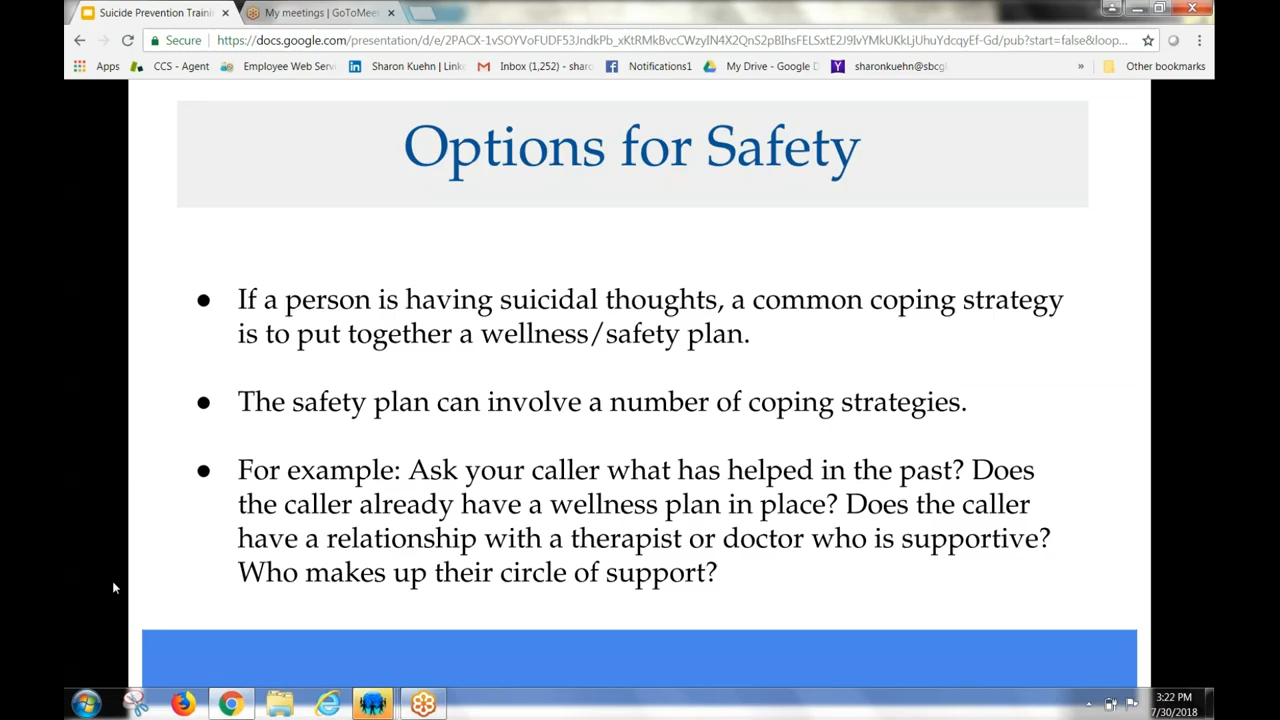 Suicide Prevention Traini
My meetings | GoToMee
Secure
https://docs.google.com/presentation/d/e/2PACX-1vSOYVoFUDF53JndkPb_xKtRMkBvcCWzyIN4X2QnS2pBIhsFELSxtE2J9IvYMkUKkLjUhuYdcqyEf-Gd/pub?start=false&loop...
Apps CCS - Agent Employee Web Servi Sharon Kuehn | Link Inbox (1,252) - sharo Notifications1 My Drive - Google D sharonkuehn@sbcgl » Other bookmarks
Options for Safety
● If a person is having suicidal thoughts, a common coping strategy
is to put together a wellness/safety plan.
● The safety plan can involve a number of coping strategies.
● For example: Ask your caller what has helped in the past? Does
the caller already have a wellness plan in place? Does the caller
have a relationship with a therapist or doctor who is supportive?
Who makes up their circle of support?
3:22 PM
7/30/2018